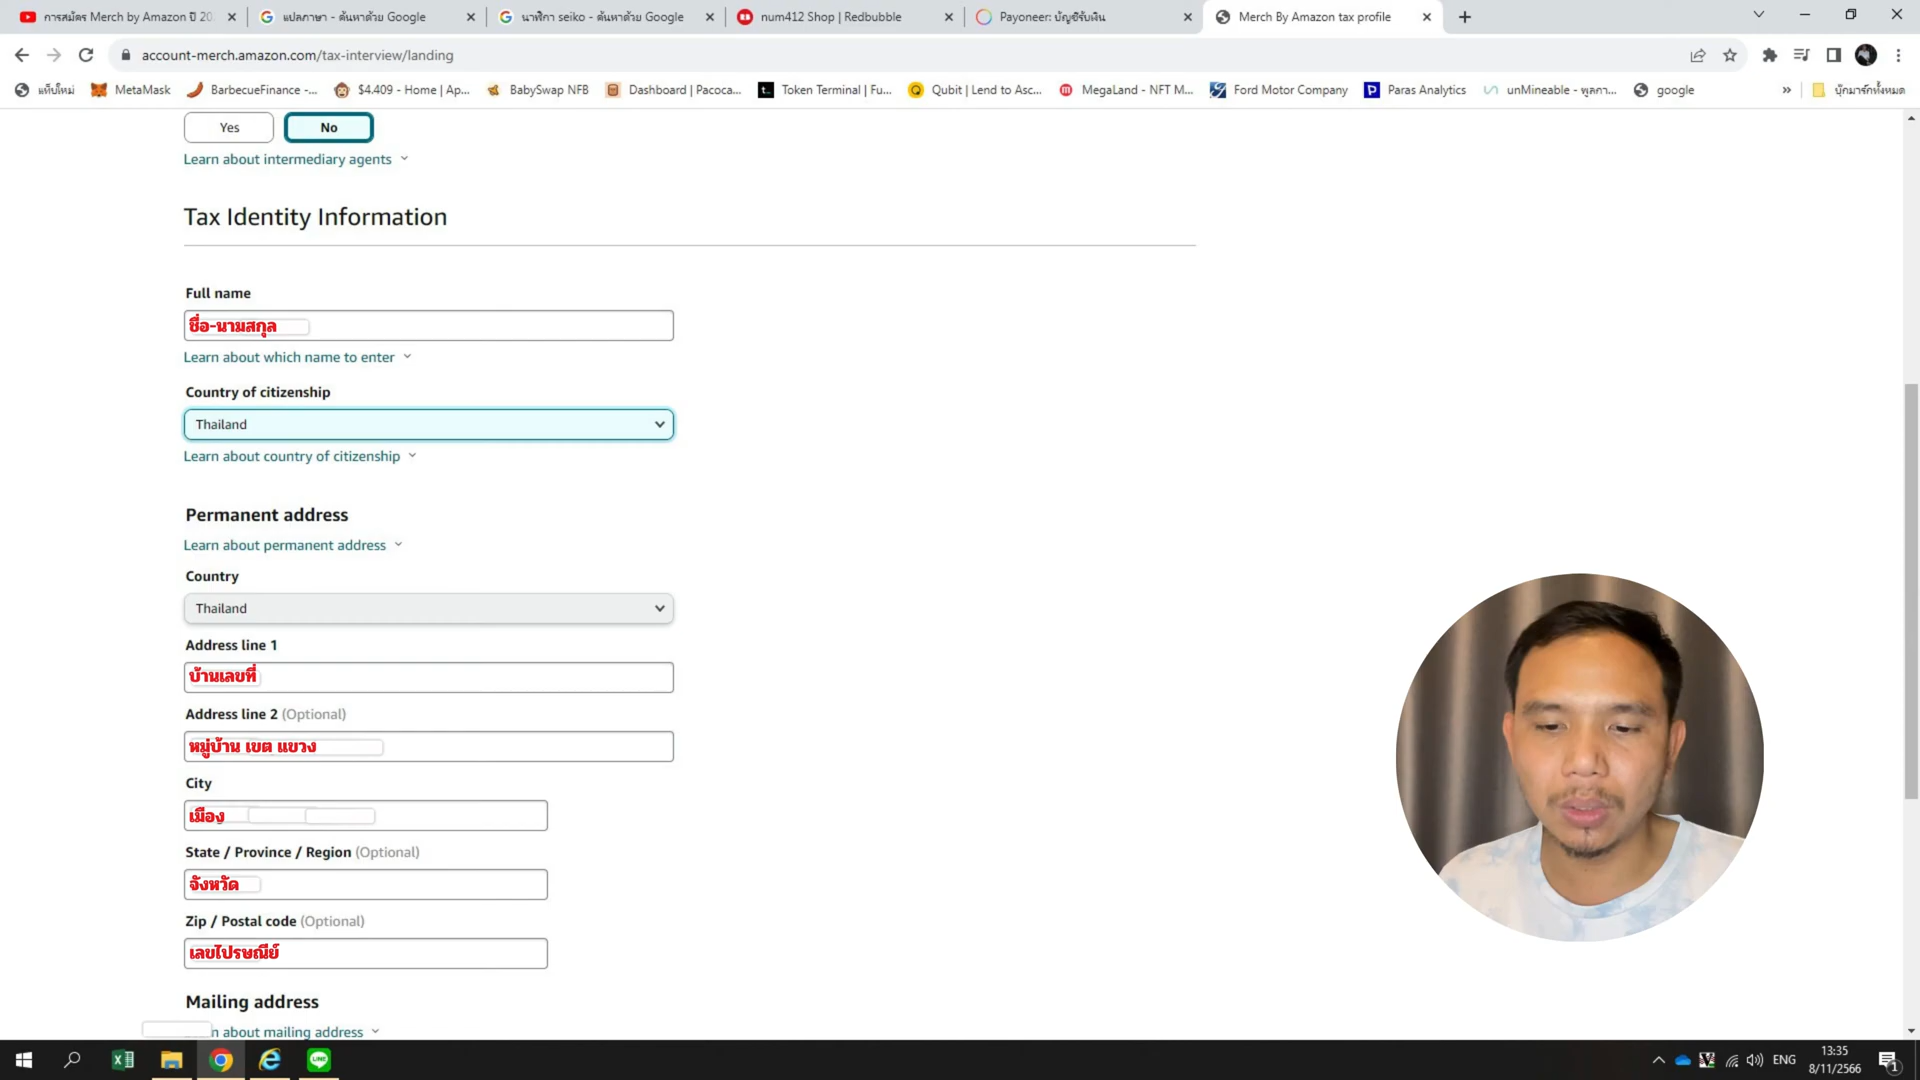 การสมัคร Merch by Amazon ปี 20
แปลภาษา - ค้นหาด้วย Google
นาฬิกา seiko - ค้นหาด้วย Google
num412 Shop | Redbubble
Payoneer: บัญชีรับเงิน
Merch By Amazon tax profile
account-merch.amazon.com/tax-interview/landing
แท็บใหม่
MetaMask
BarbecueFinance -...
$4.409 - Home | Ap...
BabySwap NFB
Dashboard | Pacoca...
Token Terminal | Fu...
Qubit | Lend to Asc...
MegaLand - NFT M...
Ford Motor Company
Paras Analytics
unMineable - พูลกา...
google
»
บุ๊กมาร์กทั้งหมด
Yes
No
Learn about intermediary agents
Tax Identity Information
Full name
ชื่อ-นามสกุล
Learn about which name to enter
Country of citizenship
Thailand
Learn about country of citizenship
Permanent address
Learn about permanent address
Country
Thailand
Address line 1
บ้านเลขที่
Address line 2 (Optional)
หมู่บ้าน เขต แขวง
City
เมือง
State / Province / Region (Optional)
จังหวัด
Zip / Postal code (Optional)
เลขไปรษณีย์
Mailing address
n about mailing address
ENG
13:35
8/11/2566
1